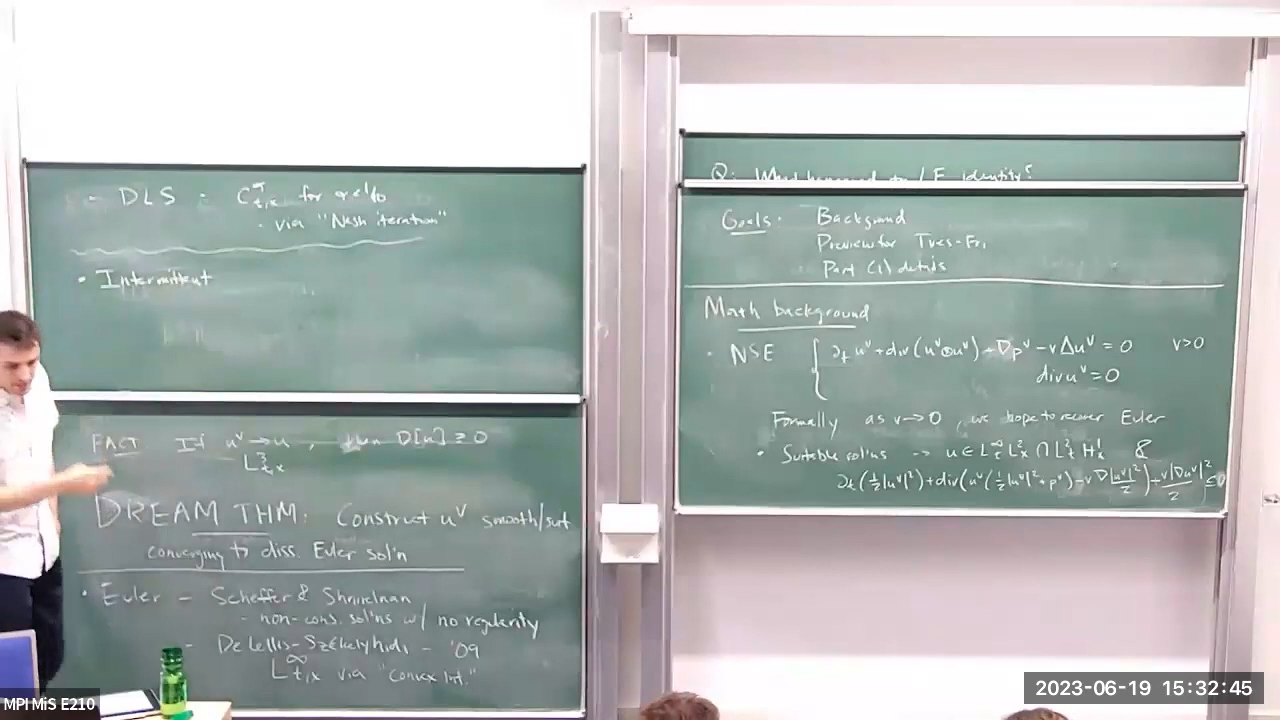 - DLS : C^α_{t,x} for α<1/10
- via "Nash iteration"
• Intermittent
FACT If u^ν → u , then D[u] ≥ 0
L^3_{t,x}
DREAM THM: Construct u^ν smooth/suit
converging to diss. Euler sol'n
• Euler - Scheffer & Shnirelman
- non-cons. sol'ns w/ no regularity
- De Lellis-Székelyhidi - '09
L^∞_{t,x} via "convex int."
Q: What happened to / E identity?
Goals: Background
Preview for Tues-Fri
Part (1) details
Math background
• NSE { ∂_t u^ν + div(u^ν⊗u^ν) + ∇p^ν - νΔu^ν = 0 ν>0
div u^ν = 0
Formally as ν→0 , we hope to recover Euler
• Suitable sol'ns -> u ∈ L^∞_t L^2_x ∩ L^2_t H^1_x &
∂_t(½|u^ν|^2) + div(u^ν(½|u^ν|^2 + p^ν) - ν∇|u^ν|^2/2) + ν|∇u^ν|^2/2 ≤ 0
MPI MiS E210
2023-06-19 15:32:45